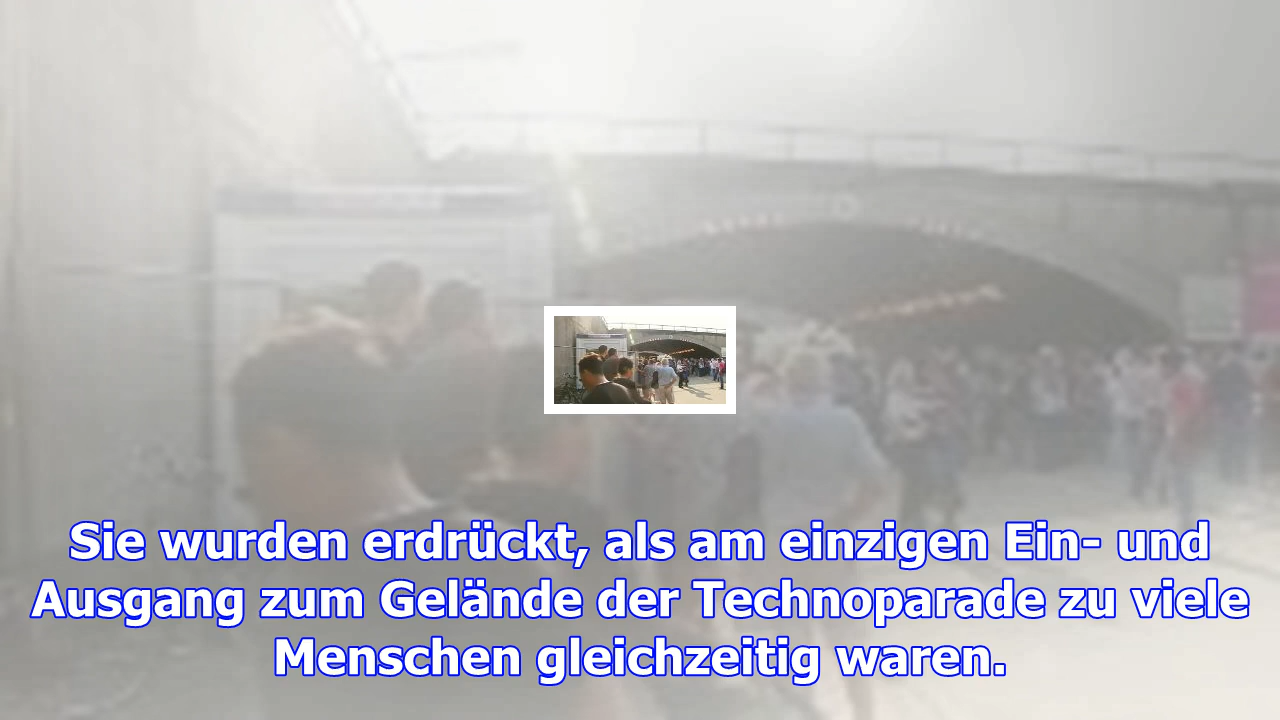 Sie wurden erdrückt, als am einzigen Ein- und
Ausgang zum Gelände der Technoparade zu viele
Menschen gleichzeitig waren.